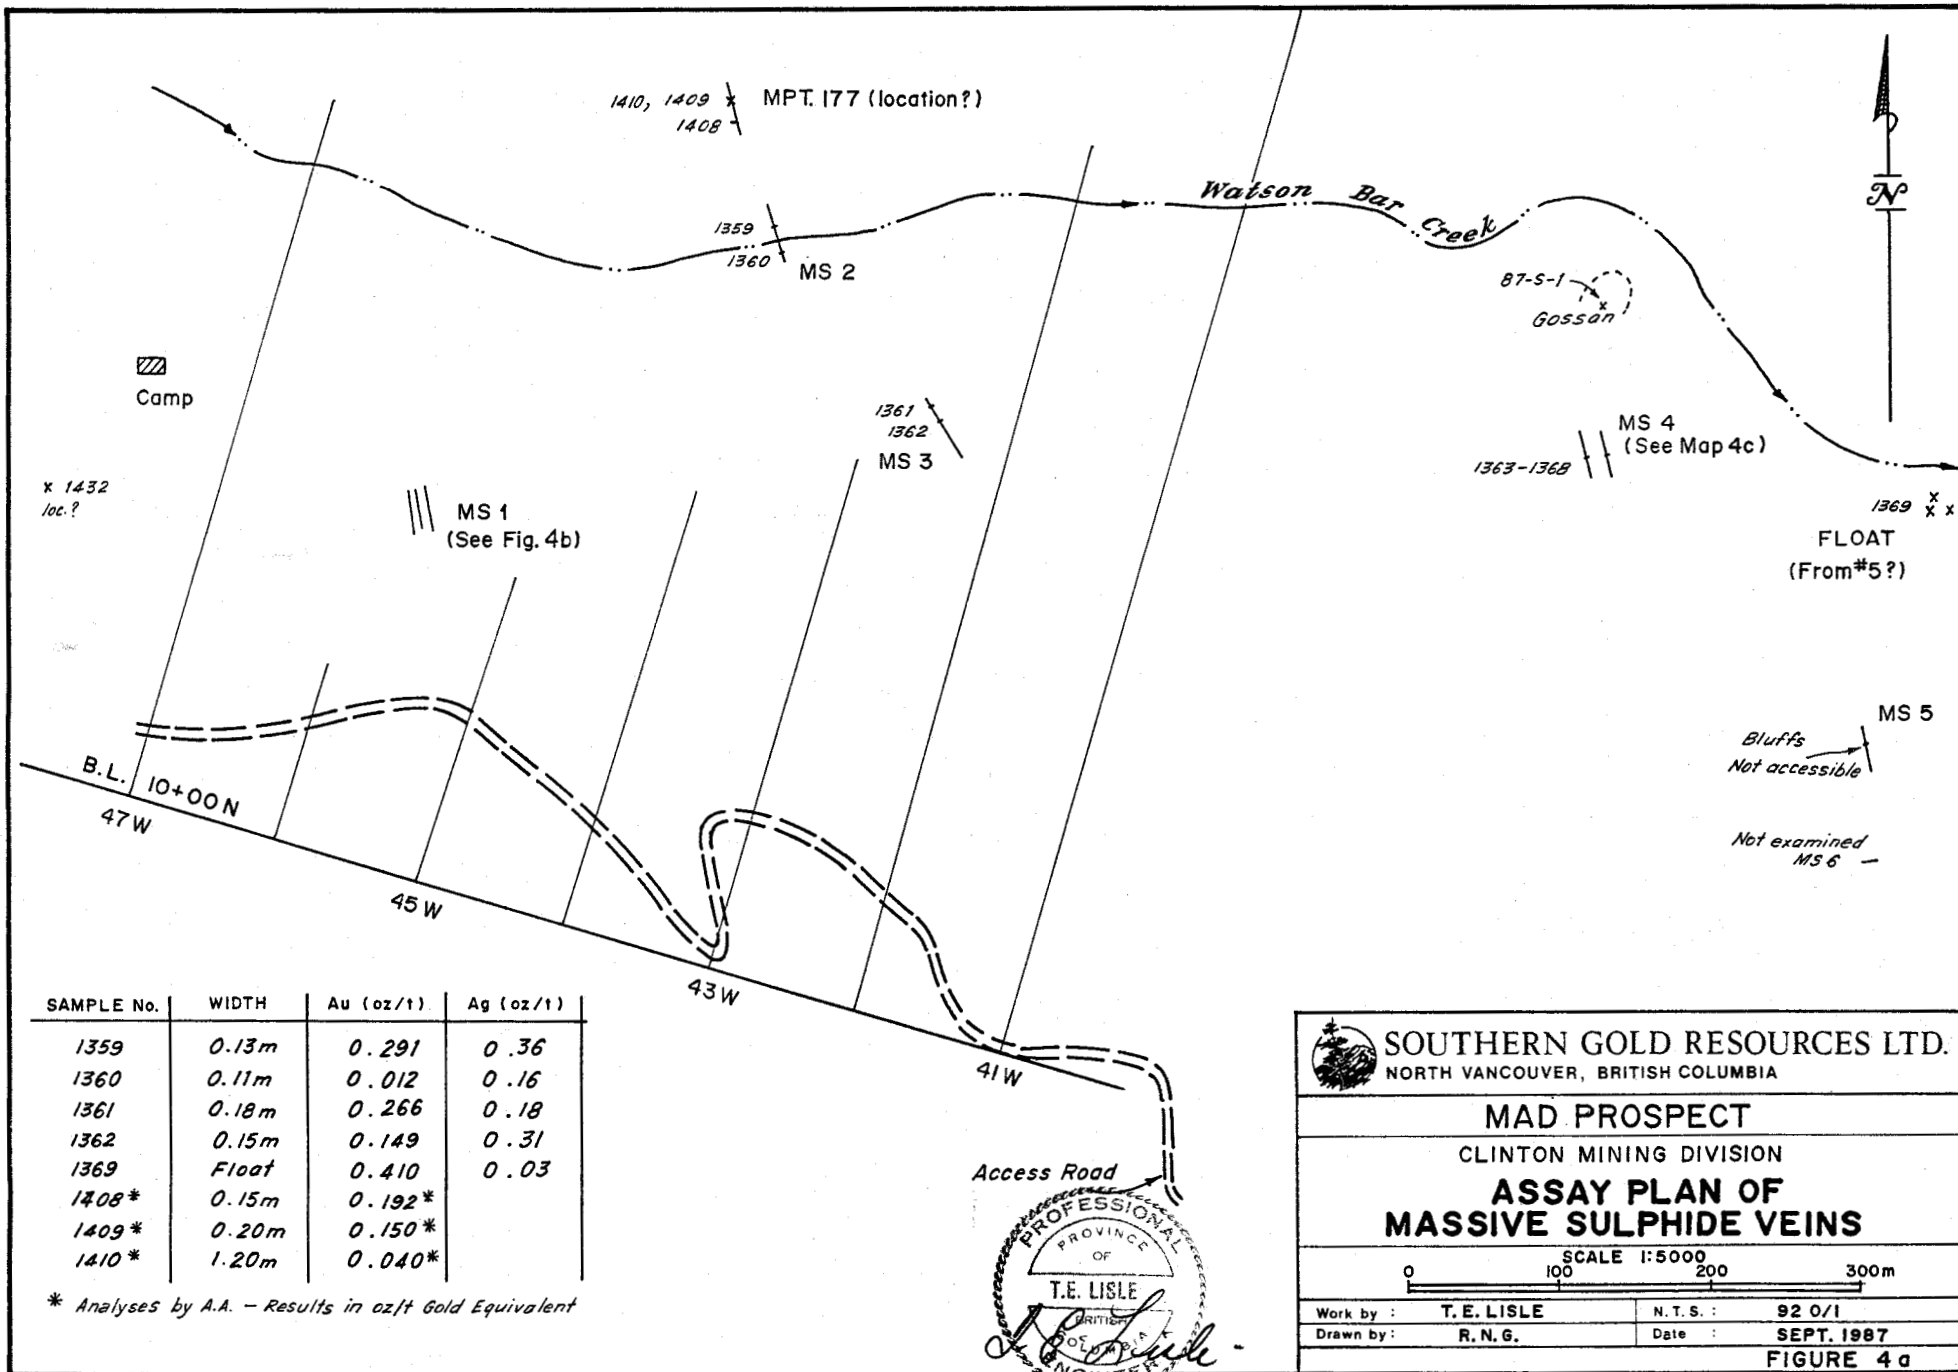 1410, 1409 x MPT. 177 (location?)
1408
Watson Bar Creek
N
1359
1360
MS 2
87-S-1
x
Gossan
Camp
1361
1362
MS 3
MS 4
(See Map 4c)
1363-1368
x 1432
loc.?
MS 1
(See Fig. 4b)
1369 x x x x
FLOAT
(From #5?)
MS 5
Bluffs
Not accessible
Not examined
MS 6
B.L. 10+00N
47W
45W
43W
41W
Access Road
SAMPLE No. WIDTH Au (oz/t) Ag (oz/t)
1359 0.13m 0.291 0.36
1360 0.11m 0.012 0.16
1361 0.18m 0.266 0.18
1362 0.15m 0.149 0.31
1369 Float 0.410 0.03
1408* 0.15m 0.192*
1409* 0.20m 0.150*
1410* 1.20m 0.040*
* Analyses by A.A. - Results in oz/t Gold Equivalent
PROFESSIONAL
PROVINCE
OF
T.E. LISLE
BRITISH
COLUMBIA
SOUTHERN GOLD RESOURCES LTD.
NORTH VANCOUVER, BRITISH COLUMBIA
MAD PROSPECT
CLINTON MINING DIVISION
ASSAY PLAN OF
MASSIVE SULPHIDE VEINS
SCALE 1:5000
0 100 200 300m
Work by : T. E. LISLE N.T.S. : 92 O/1
Drawn by : R. N. G. Date : SEPT. 1987
FIGURE 4a